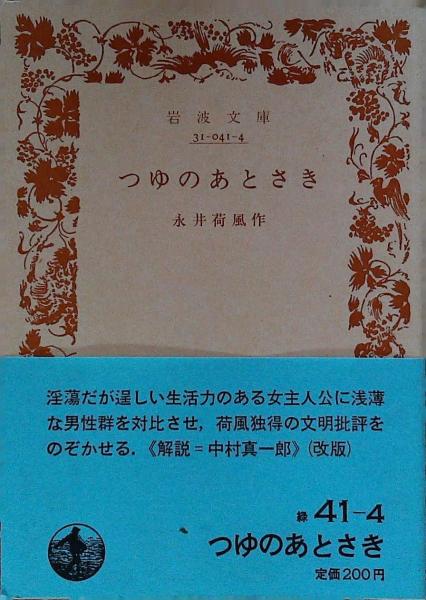 岩波文庫
31-041-4
つゆのあとさき
永井荷風作
淫蕩だが逞しい生活力のある女主人公に浅薄
な男性群を対比させ，荷風独得の文明批評を
のぞかせる．《解説＝中村真一郎》(改版)
緑 41-4
つゆのあとさき
定価200円